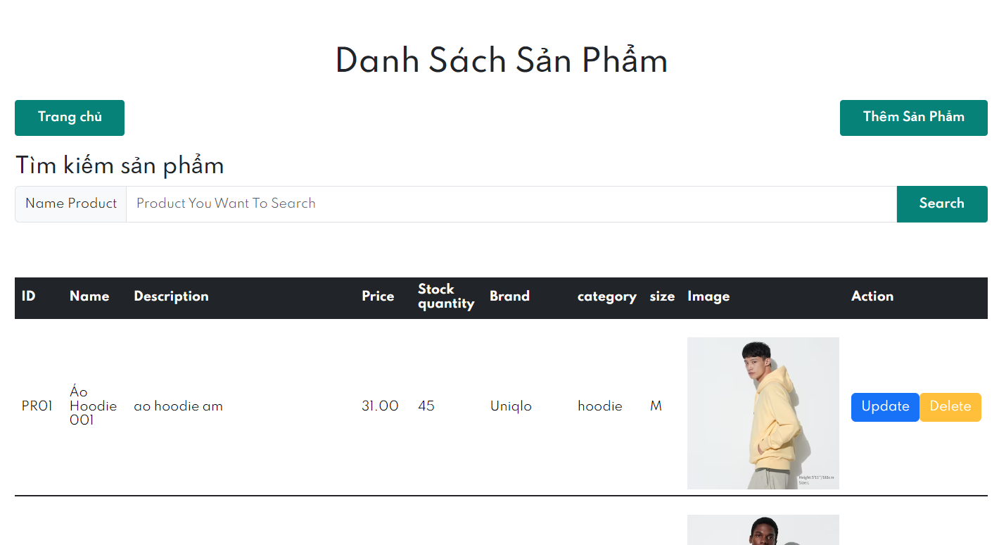 Danh Sách Sản Phẩm
Trang chủ
Thêm Sản Phẩm
Tìm kiếm sản phẩm
Name Product Product You Want To Search Search
ID Name Description Price Stock quantity Brand category size Image Action
PR01 Áo Hoodie 001 ao hoodie am 31.00 45 Uniqlo hoodie M Update Delete
Height:5'11"/181cm
Size:L